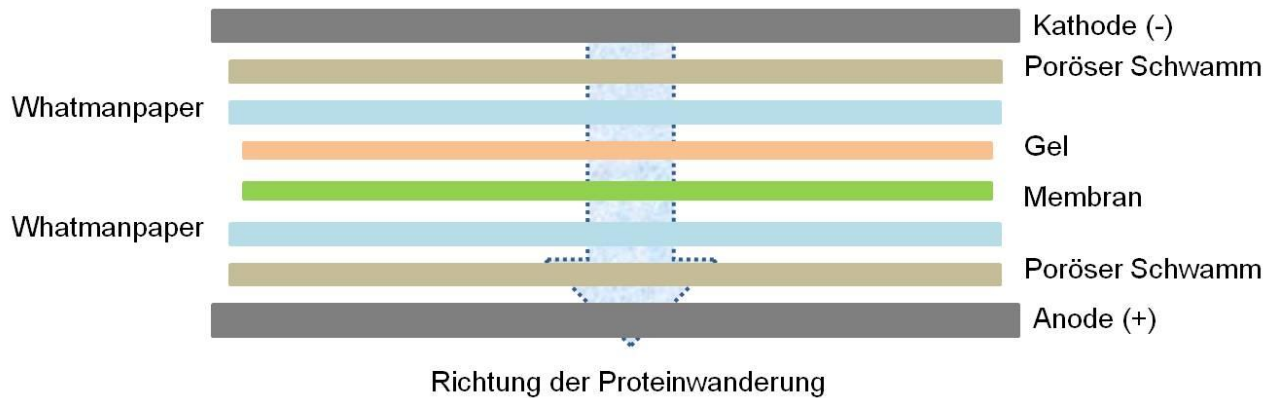 Kathode (-)
Poröser Schwamm
Whatmanpaper
Gel
Membran
Whatmanpaper
Poröser Schwamm
Anode (+)
Richtung der Proteinwanderung